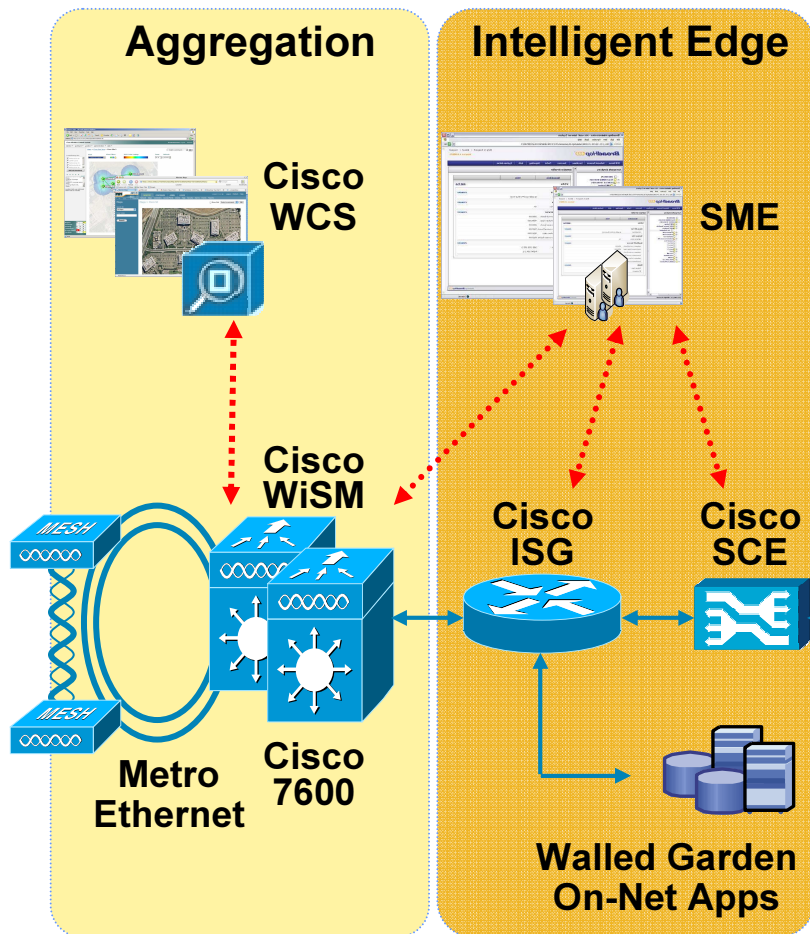 Aggregation
Intelligent Edge
Cisco
WCS
SME
Cisco
WiSM
Cisco
ISG
Cisco
SCE
MESH
MESH
Metro
Ethernet
Cisco
7600
Walled Garden
On-Net Apps